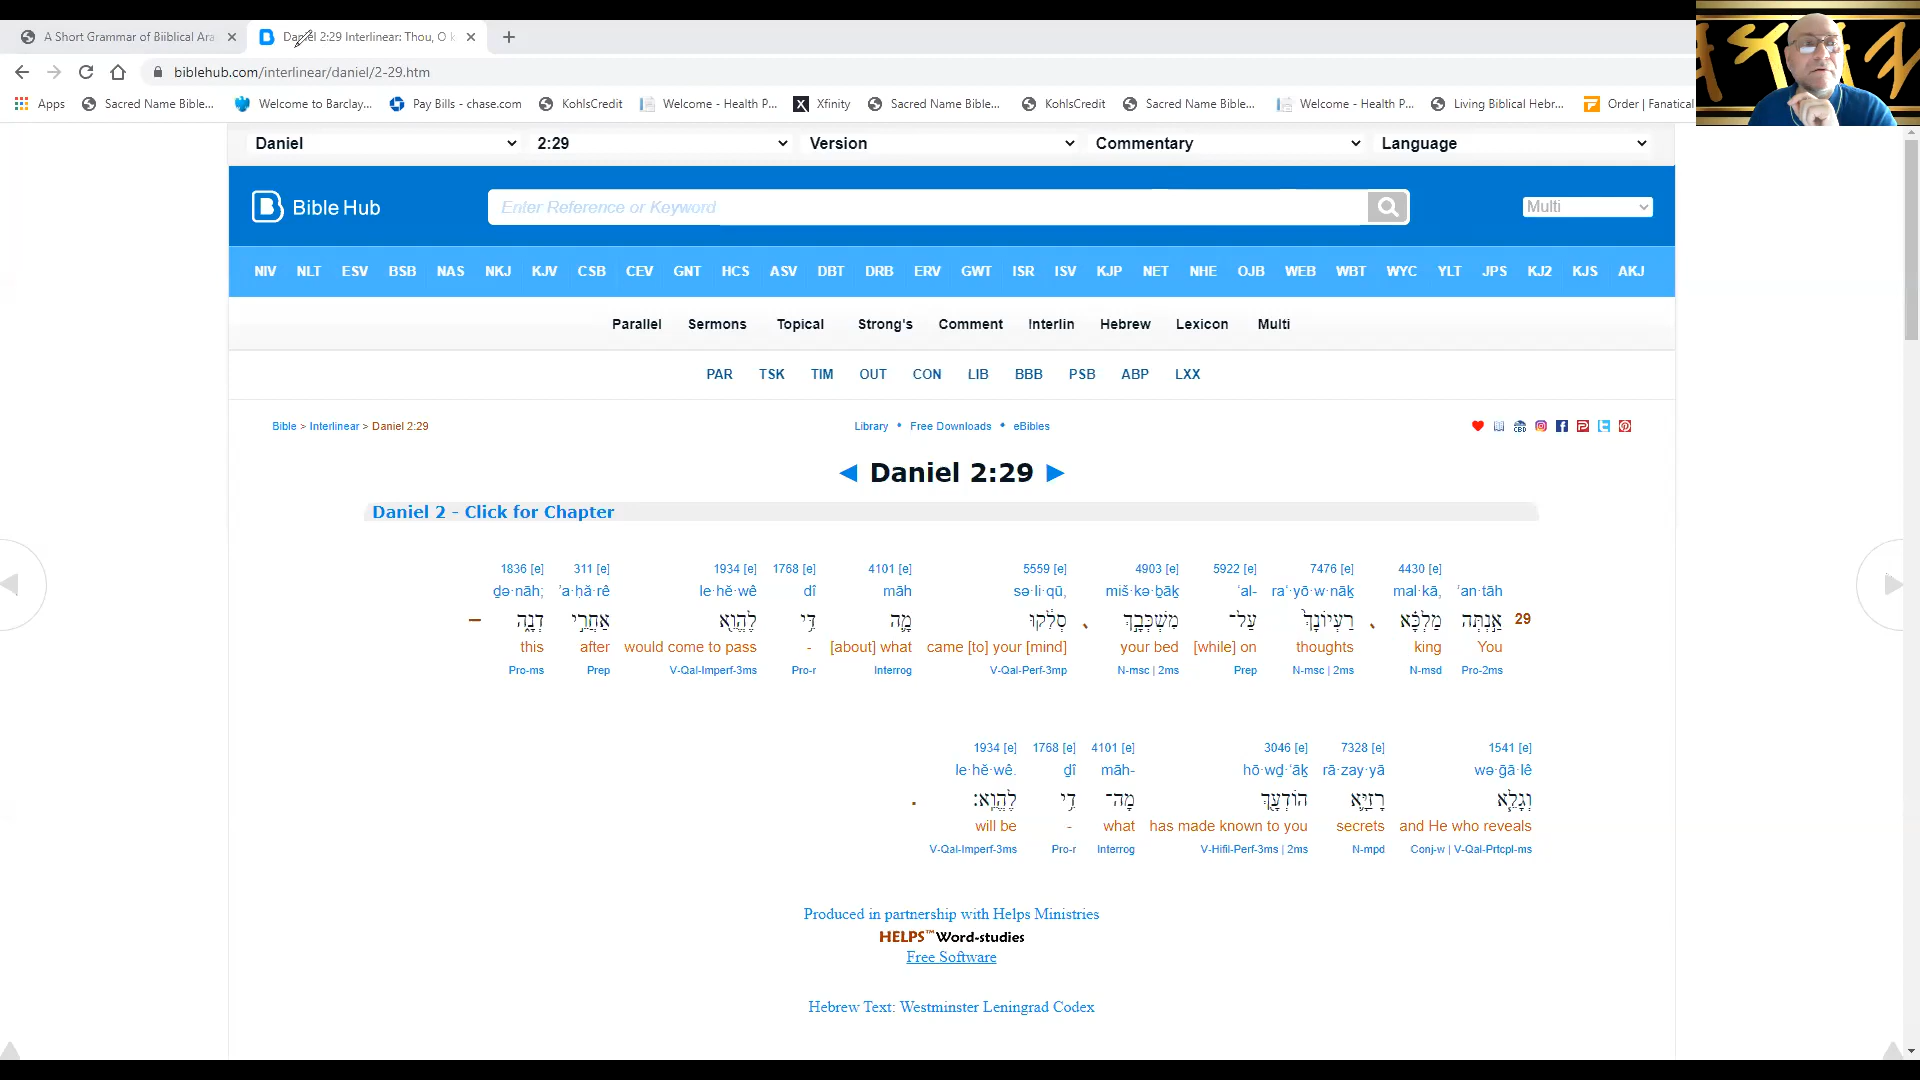 A Short Grammar of Biiblical Ara
Daniel 2:29 Interlinear: Thou, O k
biblehub.com/interlinear/daniel/2-29.htm
Apps Sacred Name Bible... Welcome to Barclay... Pay Bills - chase.com KohlsCredit Welcome - Health P... Xfinity Sacred Name Bible... KohlsCredit Sacred Name Bible... Welcome - Health P... Living Biblical Hebr... Order | Fanatical
Daniel 2:29 Version Commentary Language
Bible Hub Enter Reference or Keyword Multi
NIV NLT ESV BSB NAS NKJ KJV CSB CEV GNT HCS ASV DBT DRB ERV GWT ISR ISV KJP NET NHE OJB WEB WBT WYC YLT JPS KJ2 KJS AKJ
Parallel Sermons Topical Strong's Comment Interlin Hebrew Lexicon Multi
PAR TSK TIM OUT CON LIB BBB PSB ABP LXX
Bible > Interlinear > Daniel 2:29 Library • Free Downloads • eBibles
◄ Daniel 2:29 ►
Daniel 2 - Click for Chapter
1836 [e] 311 [e] 1934 [e] 1768 [e] 4101 [e] 5559 [e] 4903 [e] 5922 [e] 7476 [e] 4430 [e]
ḏə·nāh; ’a·ḥă·rê le·hĕ·wê dî māh sə·li·qū, miš·kə·ḇāḵ ‘al- ra‘·yō·w·nāḵ mal·kā, ’an·tāh
29 אַ֣נְתְּה מַלְכָּ֗א 、 רַעְיוֹנָךְ֙ עַל־ מִשְׁכְּבָ֣ךְ 、 סְלִ֔קוּ מָ֛ה דִּ֥י לֶהֱוֵ֖א אַחֲרֵ֣י דְנָ֑ה –
this after would come to pass - [about] what came [to] your [mind] your bed [while] on thoughts king You
Pro-ms Prep V-Qal-Imperf-3ms Pro-r Interrog V-Qal-Perf-3mp N-msc | 2ms Prep N-msc | 2ms N-msd Pro-2ms
1934 [e] 1768 [e] 4101 [e] 3046 [e] 7328 [e] 1541 [e]
le·hĕ·wê. ḏî māh- hō·wḏ·‘āḵ rā·zay·yā wə·ḡā·lê
וְגָלֵ֧א רָזַיָּ֛א הוֹדְעָ֖ךְ מָה־ דִ֥י לֶהֱוֵֽא׃ .
will be - what has made known to you secrets and He who reveals
V-Qal-Imperf-3ms Pro-r Interrog V-Hifil-Perf-3ms | 2ms N-mpd Conj-w | V-Qal-Prtcpl-ms
Produced in partnership with Helps Ministries
HELPS™ Word-studies
Free Software
Hebrew Text: Westminster Leningrad Codex